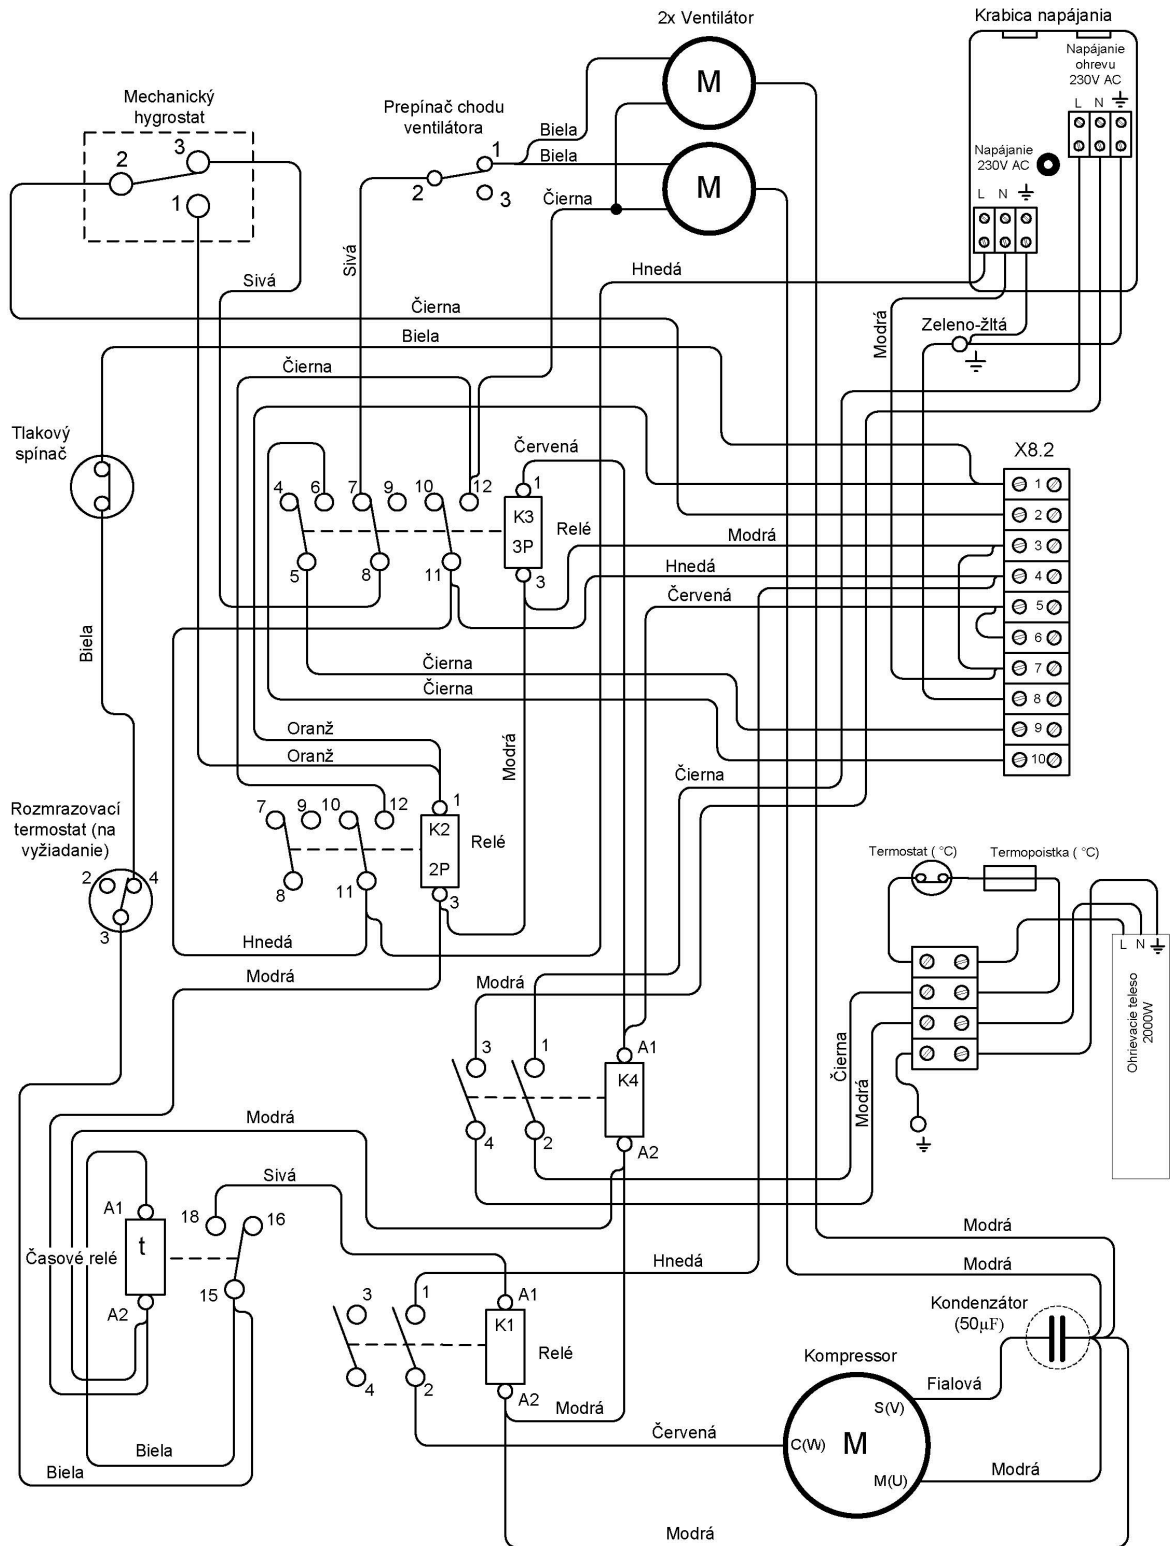 2x Ventilátor
Krabica napájania
Napájanie
ohrevu
230V AC
L N
Napájanie
230V AC
L N
Mechanický
hygrostat
2
3
1
Prepínač chodu
ventilátora
1
2
3
Biela
Biela
Čierna
M
M
Sivá
Sivá
Hnedá
Čierna
Biela
Modrá
Zeleno-žltá
Čierna
Tlakový
spínač
Červená
X8.2
4 6 7 9 10 12
1
K3
3P
Relé
3
5 8 11
Modrá
Hnedá
Červená
1
2
3
4
5
6
7
8
9
10
Biela
Čierna
Čierna
Oranž
Oranž
Modrá
Čierna
Rozmrazovací
termostat (na
vyžiadanie)
2 4
3
7 9 10 12
1
K2
2P
Relé
3
8 11
Hnedá
Modrá
Modrá
Termostat ( °C)
Termopoistka ( °C)
L N
Ohrievacie teleso
2000W
3 1
A1
K4
4 2
A2
Čierna
Modrá
Modrá
Sivá
A1
t
Časové relé
A2
18 16
15
Hnedá
Modrá
Modrá
3 1
A1
K1
Relé
4 2
A2
Modrá
Kondenzátor
(50µF)
Kompressor
Fialová
S(V)
C(W) M
M(U)
Červená
Modrá
Biela
Biela
Modrá